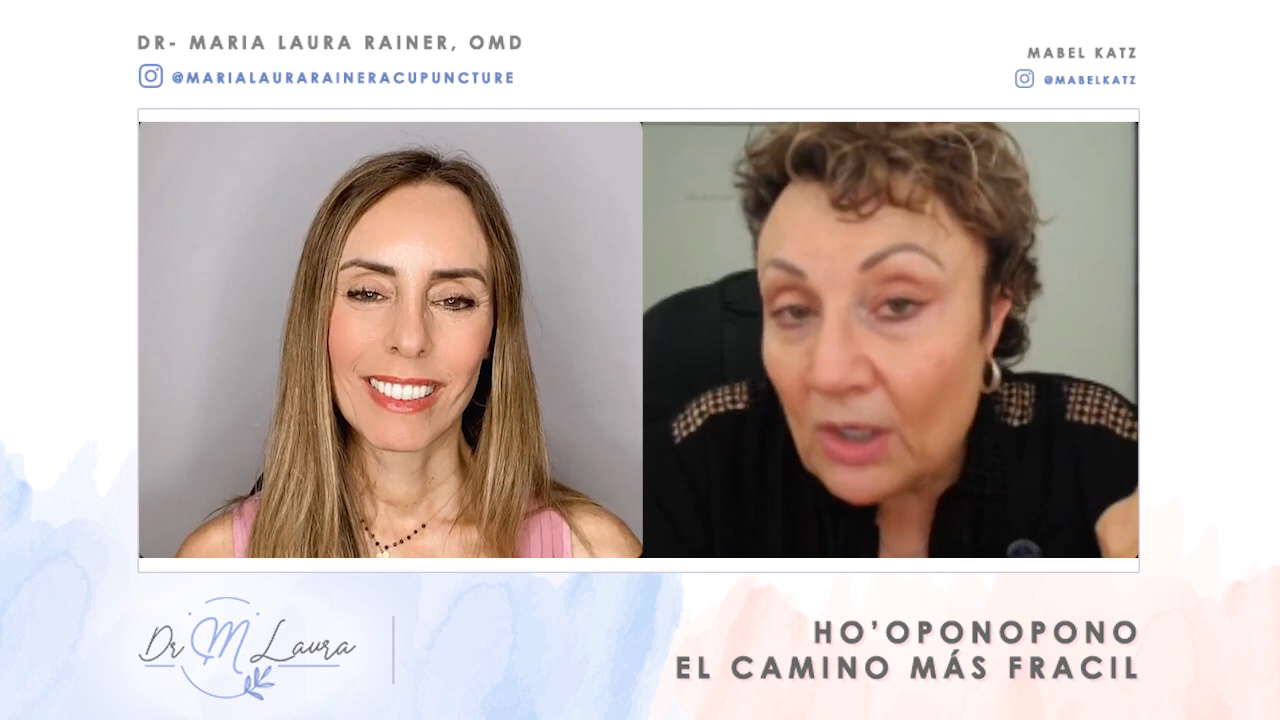 DR- MARIA LAURA RAINER, OMD
@MARIALAURARAINERACUPUNCTURE
MABEL KATZ
@MABELKATZ
Dr M Laura
HO'OPONOPONO
EL CAMINO MÁS FRACIL